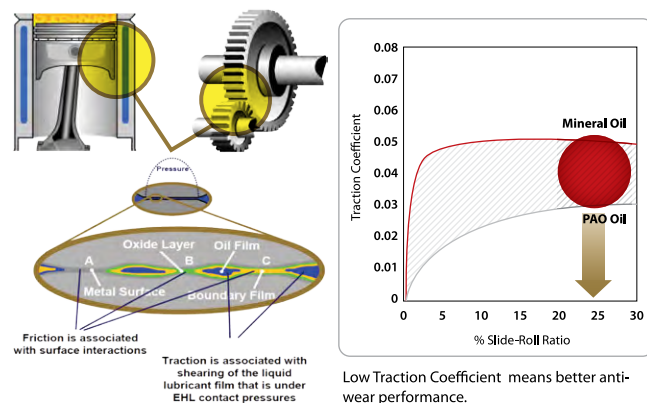 Pressure
Oxide Layer
Oil Film
A
B
C
Metal Surface
Boundary Film
Friction is associated
with surface interactions
Traction is associated with
shearing of the liquid
lubricant film that is under
EHL contact pressures
0.08
0.07
0.06
0.05
0.04
0.03
0.02
0.01
0
Traction Coefficient
Mineral Oil
PAO Oil
0 5 10 15 20 25 30
% Slide-Roll Ratio
Low Traction Coefficient means better anti-
wear performance.